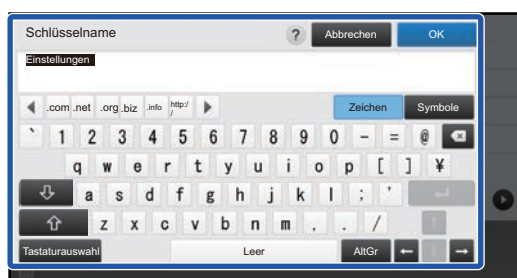 Schlüsselname ? Abbrechen OK
Einstellungen
.com .net .org .biz .info http:/ / Zeichen Symbole
` 1 2 3 4 5 6 7 8 9 0 - = @
q w e r t y u i o p [ ] ¥
a s d f g h j k l ; '
z x c v b n m , . /
Tastaturauswahl Leer AltGr